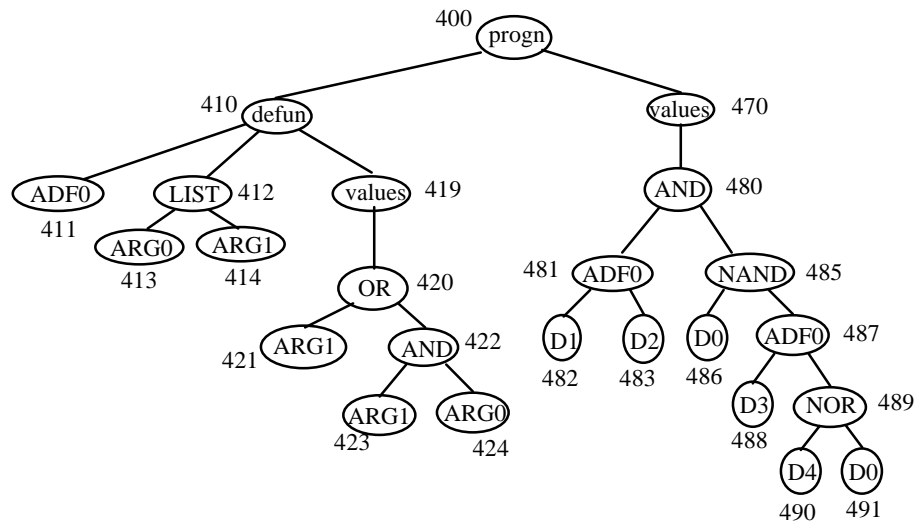 400 progn
410 defun
values 470
ADF0 LIST 412 values 419 AND 480
411
ARG0 ARG1
413 414
481 ADF0 NAND 485
OR 420
D1 D2 D0 ADF0 487
421 ARG1 AND 422
482 483 486
D3 NOR 489
ARG1 ARG0
423 424 488
D4 D0
490 491